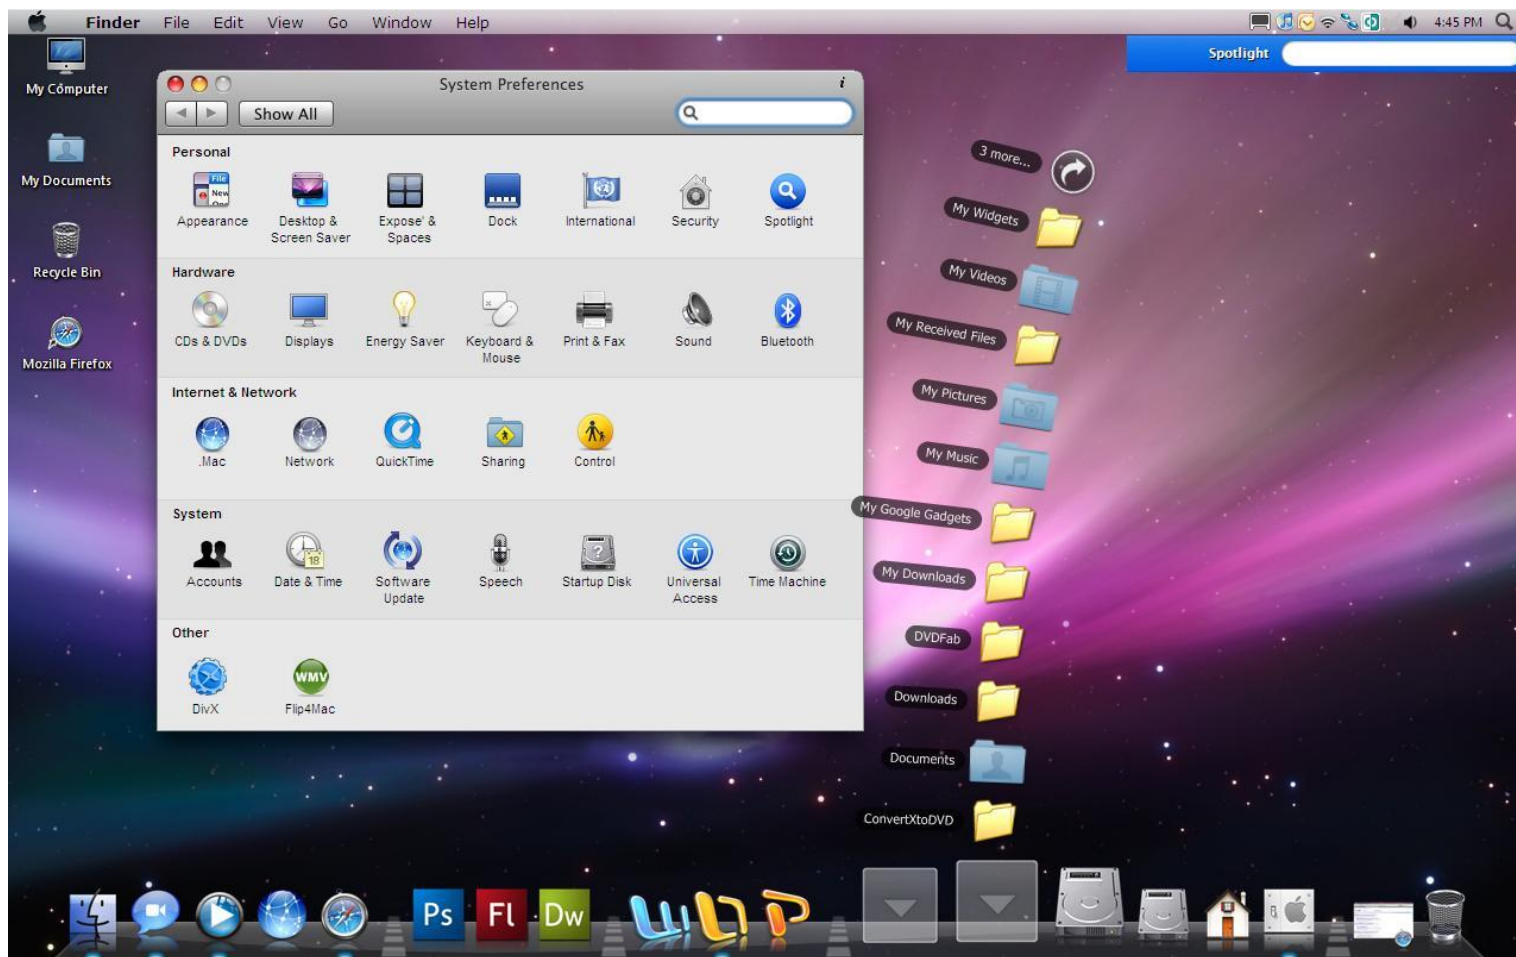 Finder File Edit View Go Window Help
4:45 PM
Spotlight
My Computer
My Documents
Recycle Bin
Mozilla Firefox
System Preferences
i
Show All
Personal
File
New
Appearance
Desktop &
Screen Saver
Expose' &
Spaces
Dock
International
Security
Spotlight
Hardware
CDs & DVDs
Displays
Energy Saver
Keyboard &
Mouse
Print & Fax
Sound
Bluetooth
Internet & Network
.Mac
Network
QuickTime
Sharing
Control
System
Accounts
18
Date & Time
Software
Update
Speech
?
Startup Disk
Universal
Access
Time Machine
Other
DivX
WMV
Flip4Mac
3 more...
My Widgets
My Videos
My Received Files
My Pictures
My Music
My Google Gadgets
My Downloads
DVDFab
Downloads
Documents
ConvertXtoDVD
Ps
Fl
Dw